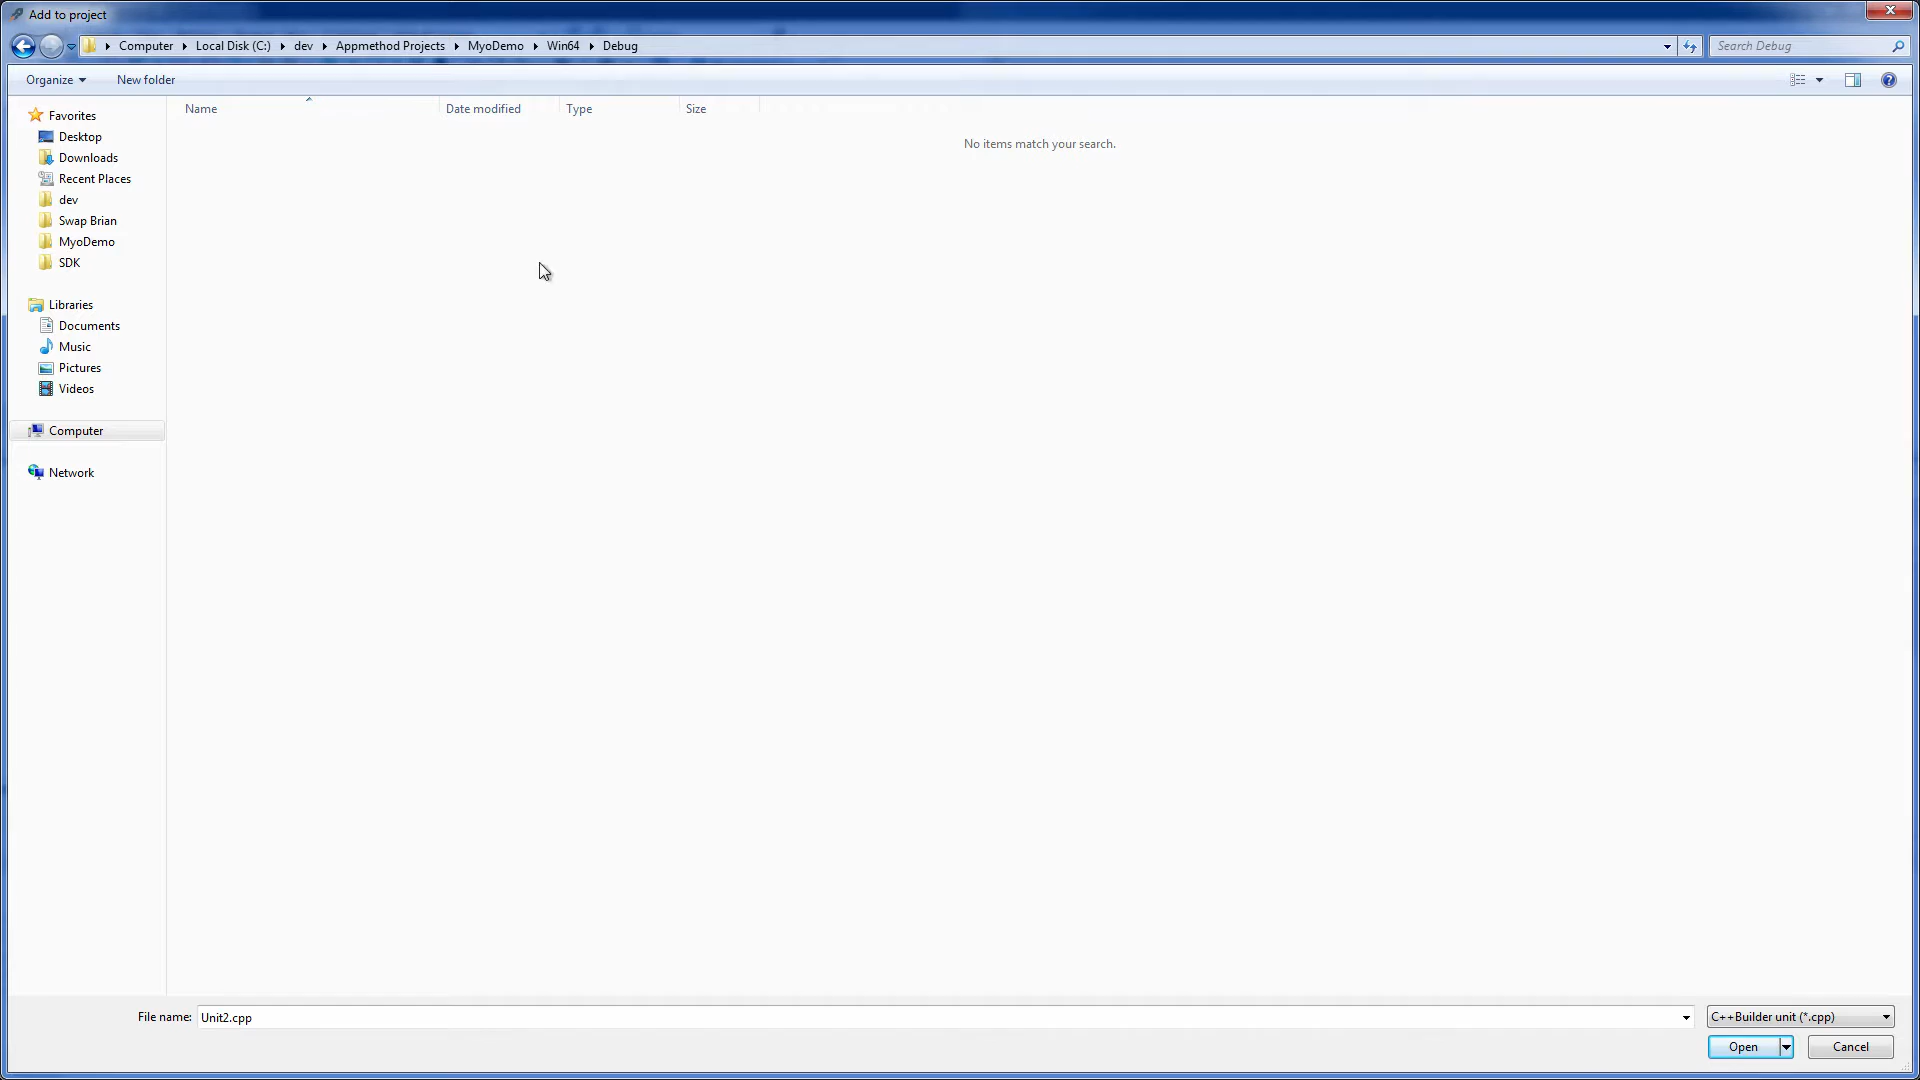 Add to project
Computer Local Disk (C:) dev Appmethod Projects MyoDemo Win64 Debug
Search Debug
Organize New folder
Name Date modified Type Size
No items match your search.
Favorites
Desktop
Downloads
Recent Places
dev
Swap Brian
MyoDemo
SDK
Libraries
Documents
Music
Pictures
Videos
Computer
Network
File name: Unit2.cpp C++Builder unit (*.cpp)
Open Cancel